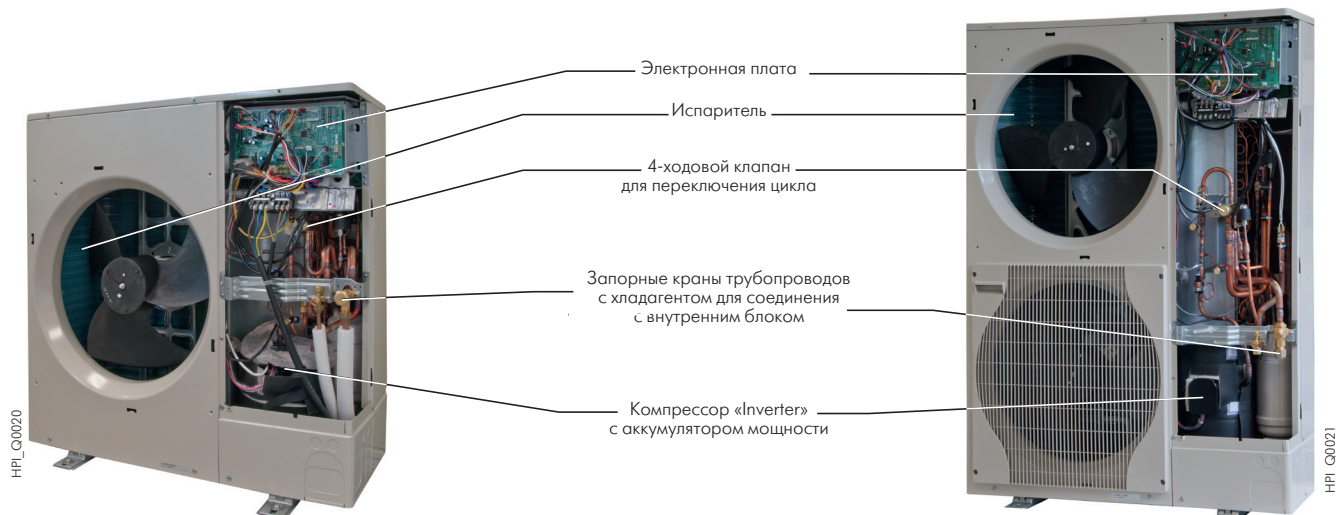 Электронная плата
Испаритель
4-ходовой клапан
для переключения цикла
Запорные краны трубопроводов
с хладагентом для соединения
с внутренним блоком
Компрессор «Inverter»
с аккумулятором мощности
HPI_Q0020
HPI_Q0021